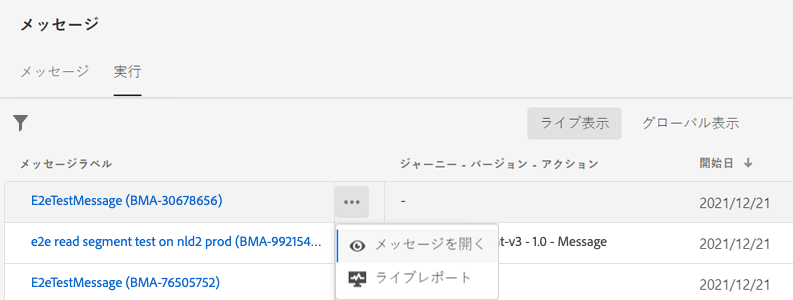 メッセージ
メッセージ 実行
ライブ表示 グローバル表示
メッセージラベル ジャーニー - バージョン - アクション 開始日
E2eTestMessage (BMA-30678656) - 2021/12/21
e2e read segment test on nld2 prod (BMA-992154... t-v3 - 1.0 - Message 2021/12/21
メッセージを開く
E2eTestMessage (BMA-76505752) 2021/12/21
ライブレポート